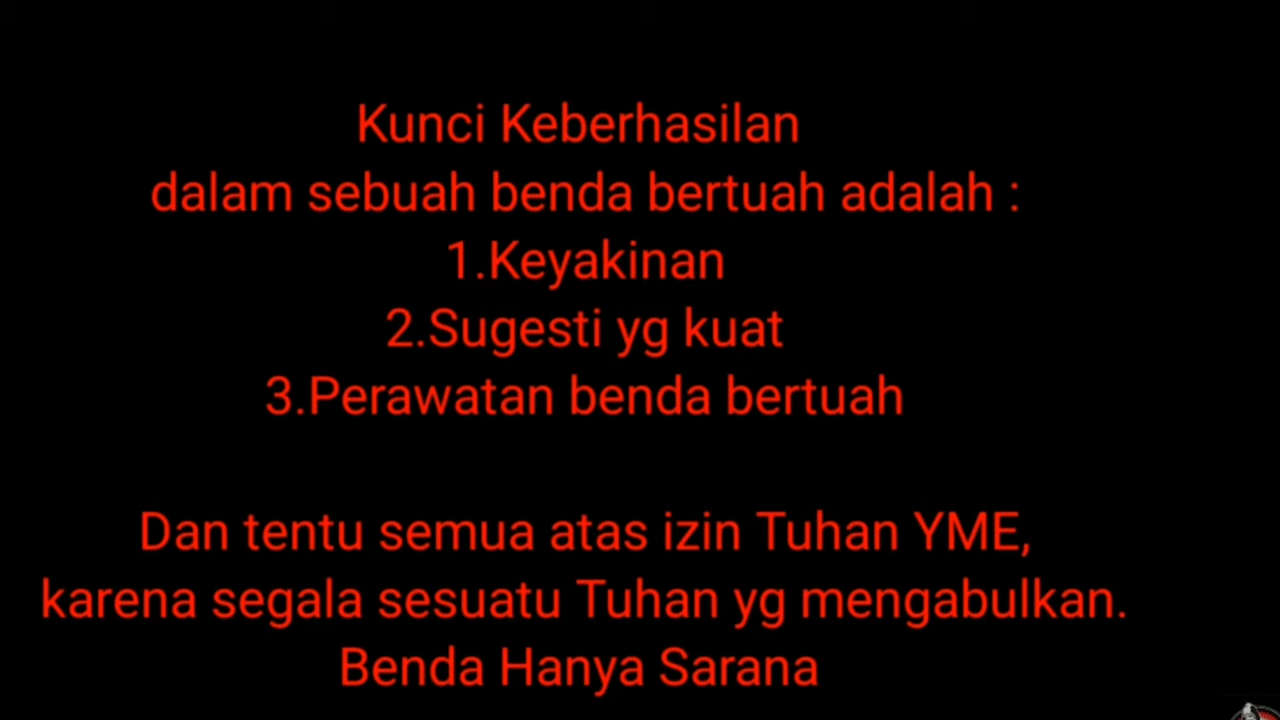 Kunci Keberhasilan
dalam sebuah benda bertuah adalah :
1.Keyakinan
2.Sugesti yg kuat
3.Perawatan benda bertuah
Dan tentu semua atas izin Tuhan YME,
karena segala sesuatu Tuhan yg mengabulkan.
Benda Hanya Sarana